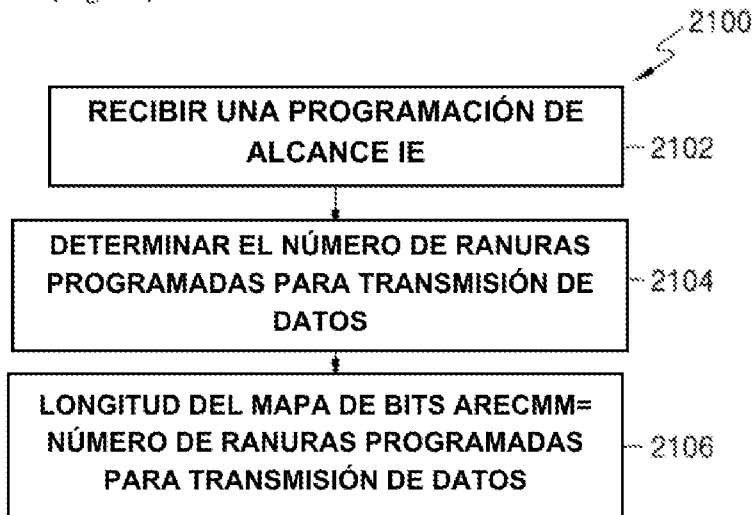 2100
RECIBIR UNA PROGRAMACIÓN DE
ALCANCE IE
2102
DETERMINAR EL NÚMERO DE RANURAS
PROGRAMADAS PARA TRANSMISIÓN DE
DATOS
2104
LONGITUD DEL MAPA DE BITS ARECMM=
NÚMERO DE RANURAS PROGRAMADAS
PARA TRANSMISIÓN DE DATOS
2106